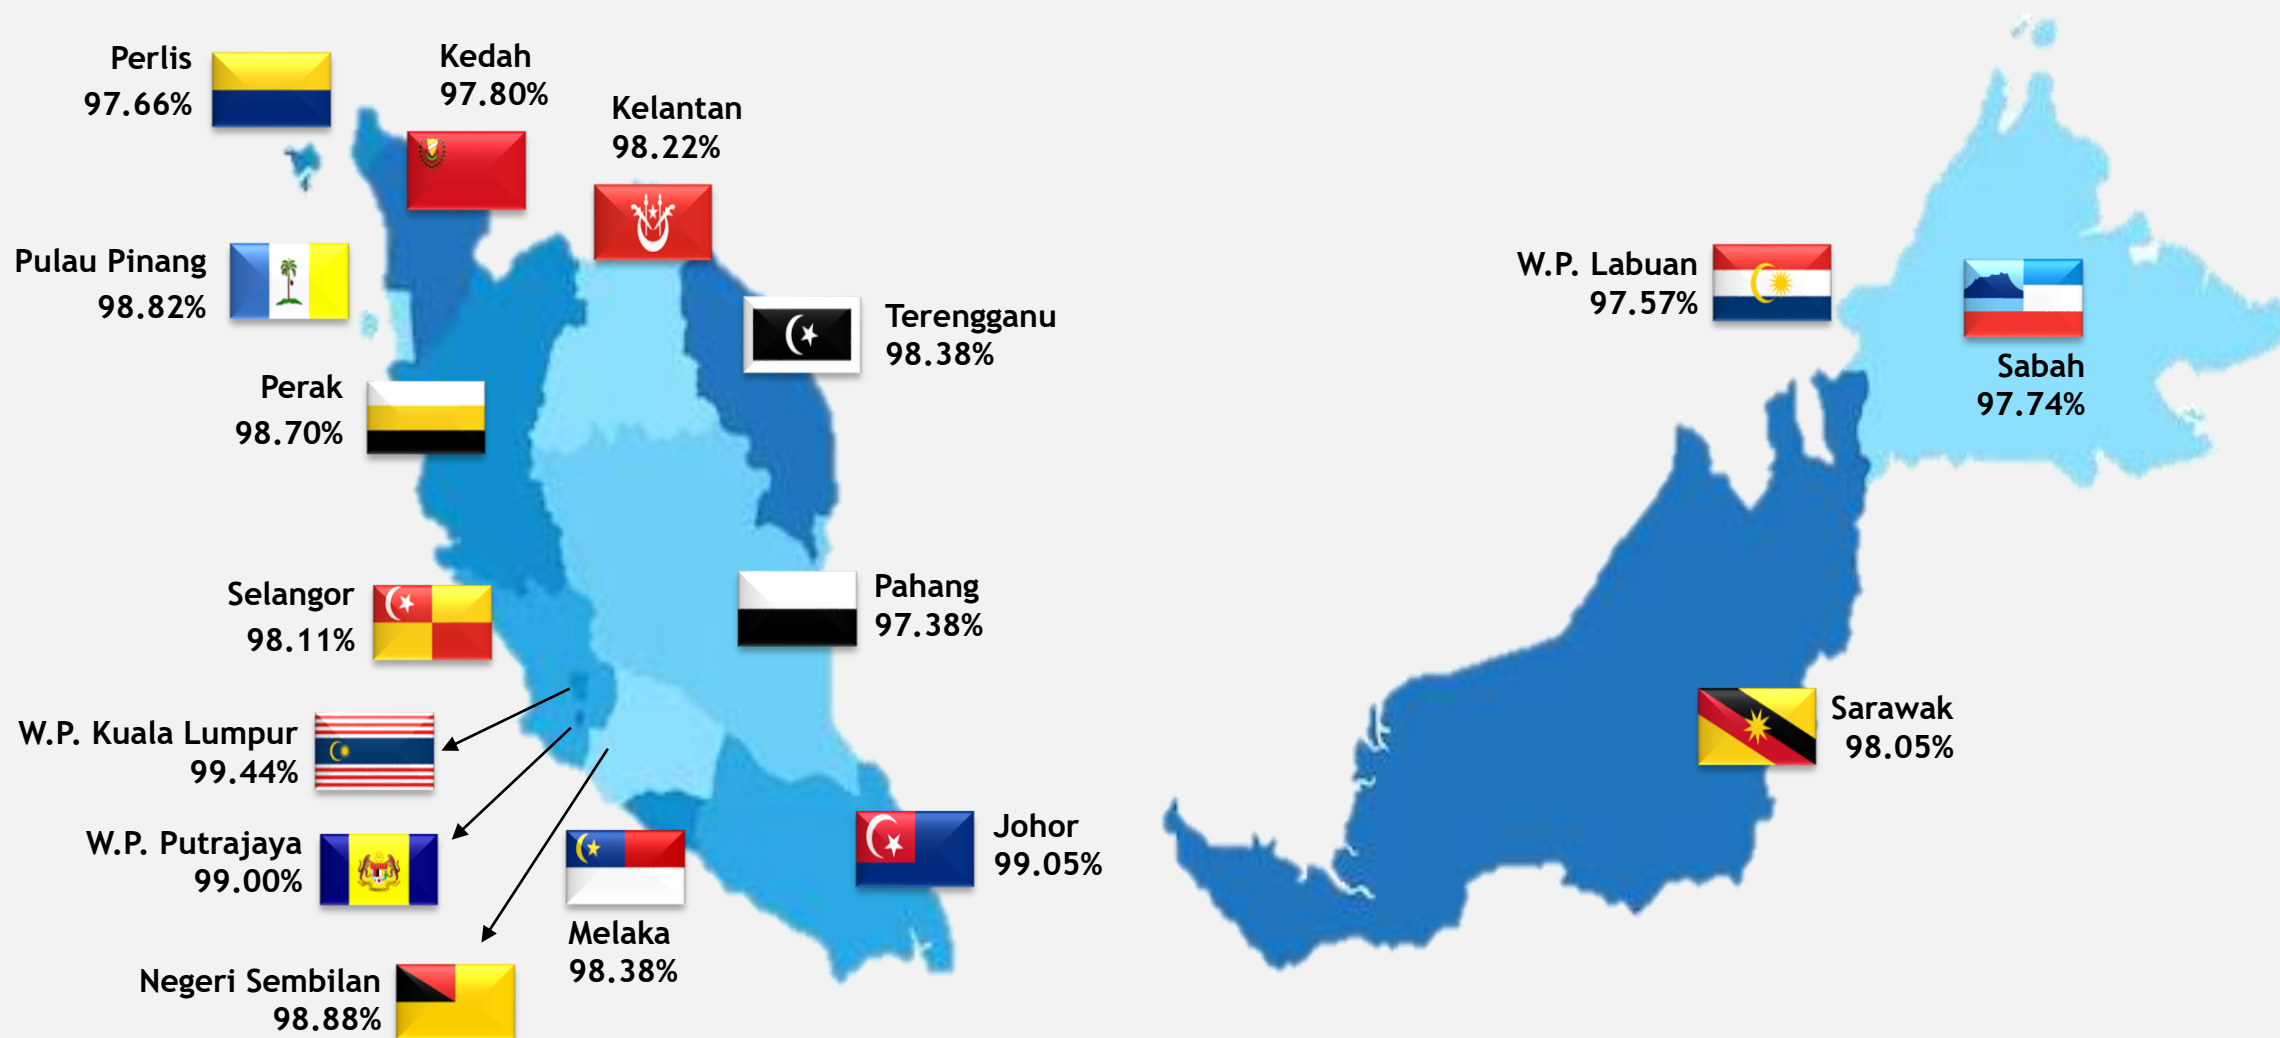 Perlis
97.66%
Kedah
97.80%
Kelantan
98.22%
Pulau Pinang
98.82%
Terengganu
98.38%
Perak
98.70%
Selangor
98.11%
Pahang
97.38%
W.P. Kuala Lumpur
99.44%
W.P. Putrajaya
99.00%
Johor
99.05%
Melaka
98.38%
Negeri Sembilan
98.88%
W.P. Labuan
97.57%
Sabah
97.74%
Sarawak
98.05%